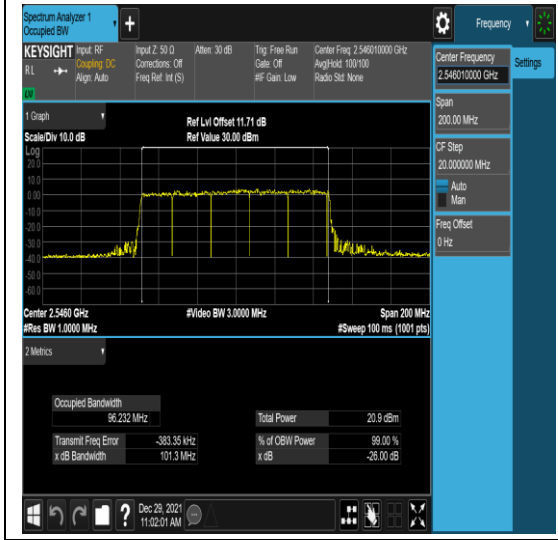 Spectrum Analyzer 1
Occupied BW
Frequency
KEYSIGHT
RL
Input: RF
Coupling: DC
Align: Auto
Input Z: 50 Ω
Corrections: Off
Freq Ref: Int (S)
Atten: 30 dB
Trig: Free Run
Gate: Off
#IF Gain: Low
Center Freq: 2.546010000 GHz
Avg|Hold: 100/100
Radio Std: None
Center Frequency
2.546010000 GHz
Settings
Span
200.00 MHz
CF Step
20.000000 MHz
Auto
Man
Freq Offset
0 Hz
1 Graph
Scale/Div 10.0 dB
Ref Lvl Offset 11.71 dB
Ref Value 30.00 dBm
Log
20.0
10.0
0.00
-10.0
-20.0
-30.0
-40.0
-50.0
-60.0
Center 2.5460 GHz
#Res BW 1.0000 MHz
#Video BW 3.0000 MHz
Span 200 MHz
#Sweep 100 ms (1001 pts)
2 Metrics
Occupied Bandwidth
96.232 MHz
Total Power 20.9 dBm
Transmit Freq Error -383.35 kHz
% of OBW Power 99.00 %
x dB Bandwidth 101.3 MHz
x dB -26.00 dB
?
Dec 29, 2021
11:02:01 AM